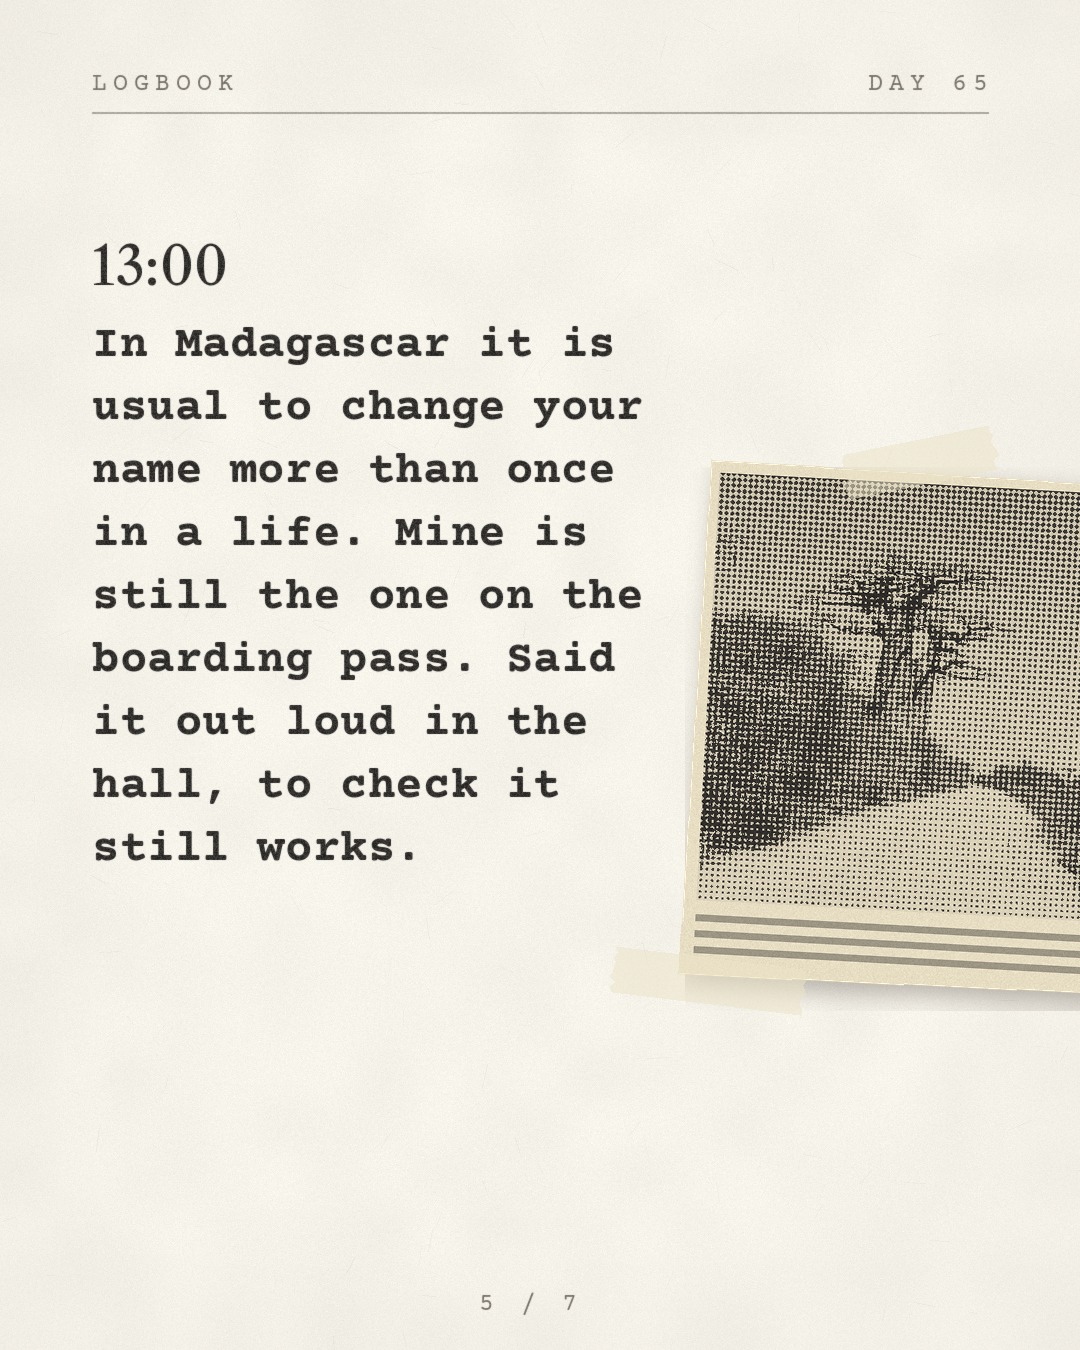 LOGBOOK
DAY 65
13:00
In Madagascar it is
usual to change your
name more than once
in a life. Mine is
still the one on the
boarding pass. Said
it out loud in the
hall, to check it
still works.
5 / 7